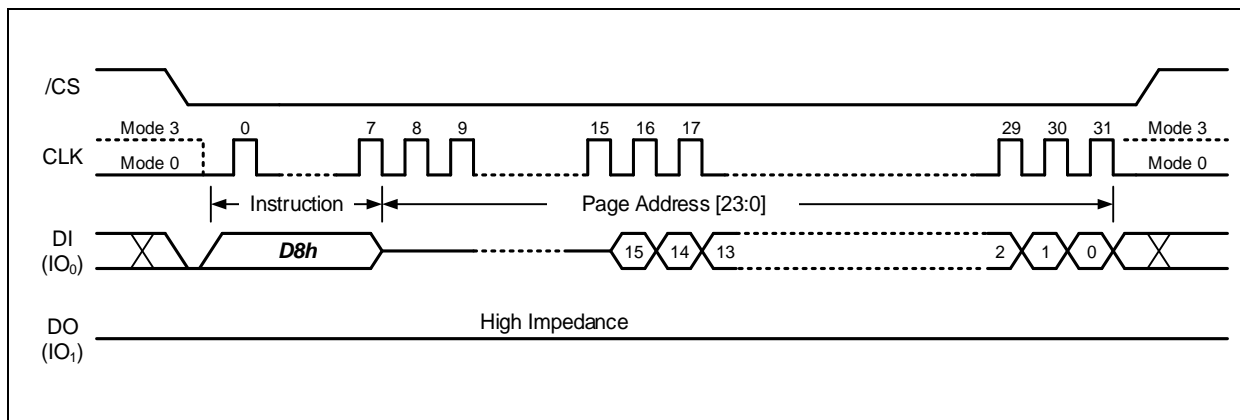 /CS
Mode 3 0 7 8 9 15 16 17 29 30 31 Mode 3
CLK
Mode 0 Mode 0
Instruction Page Address [23:0]
DI
(IO₀)
D8h 15 14 13 2 1 0
High Impedance
DO
(IO₁)